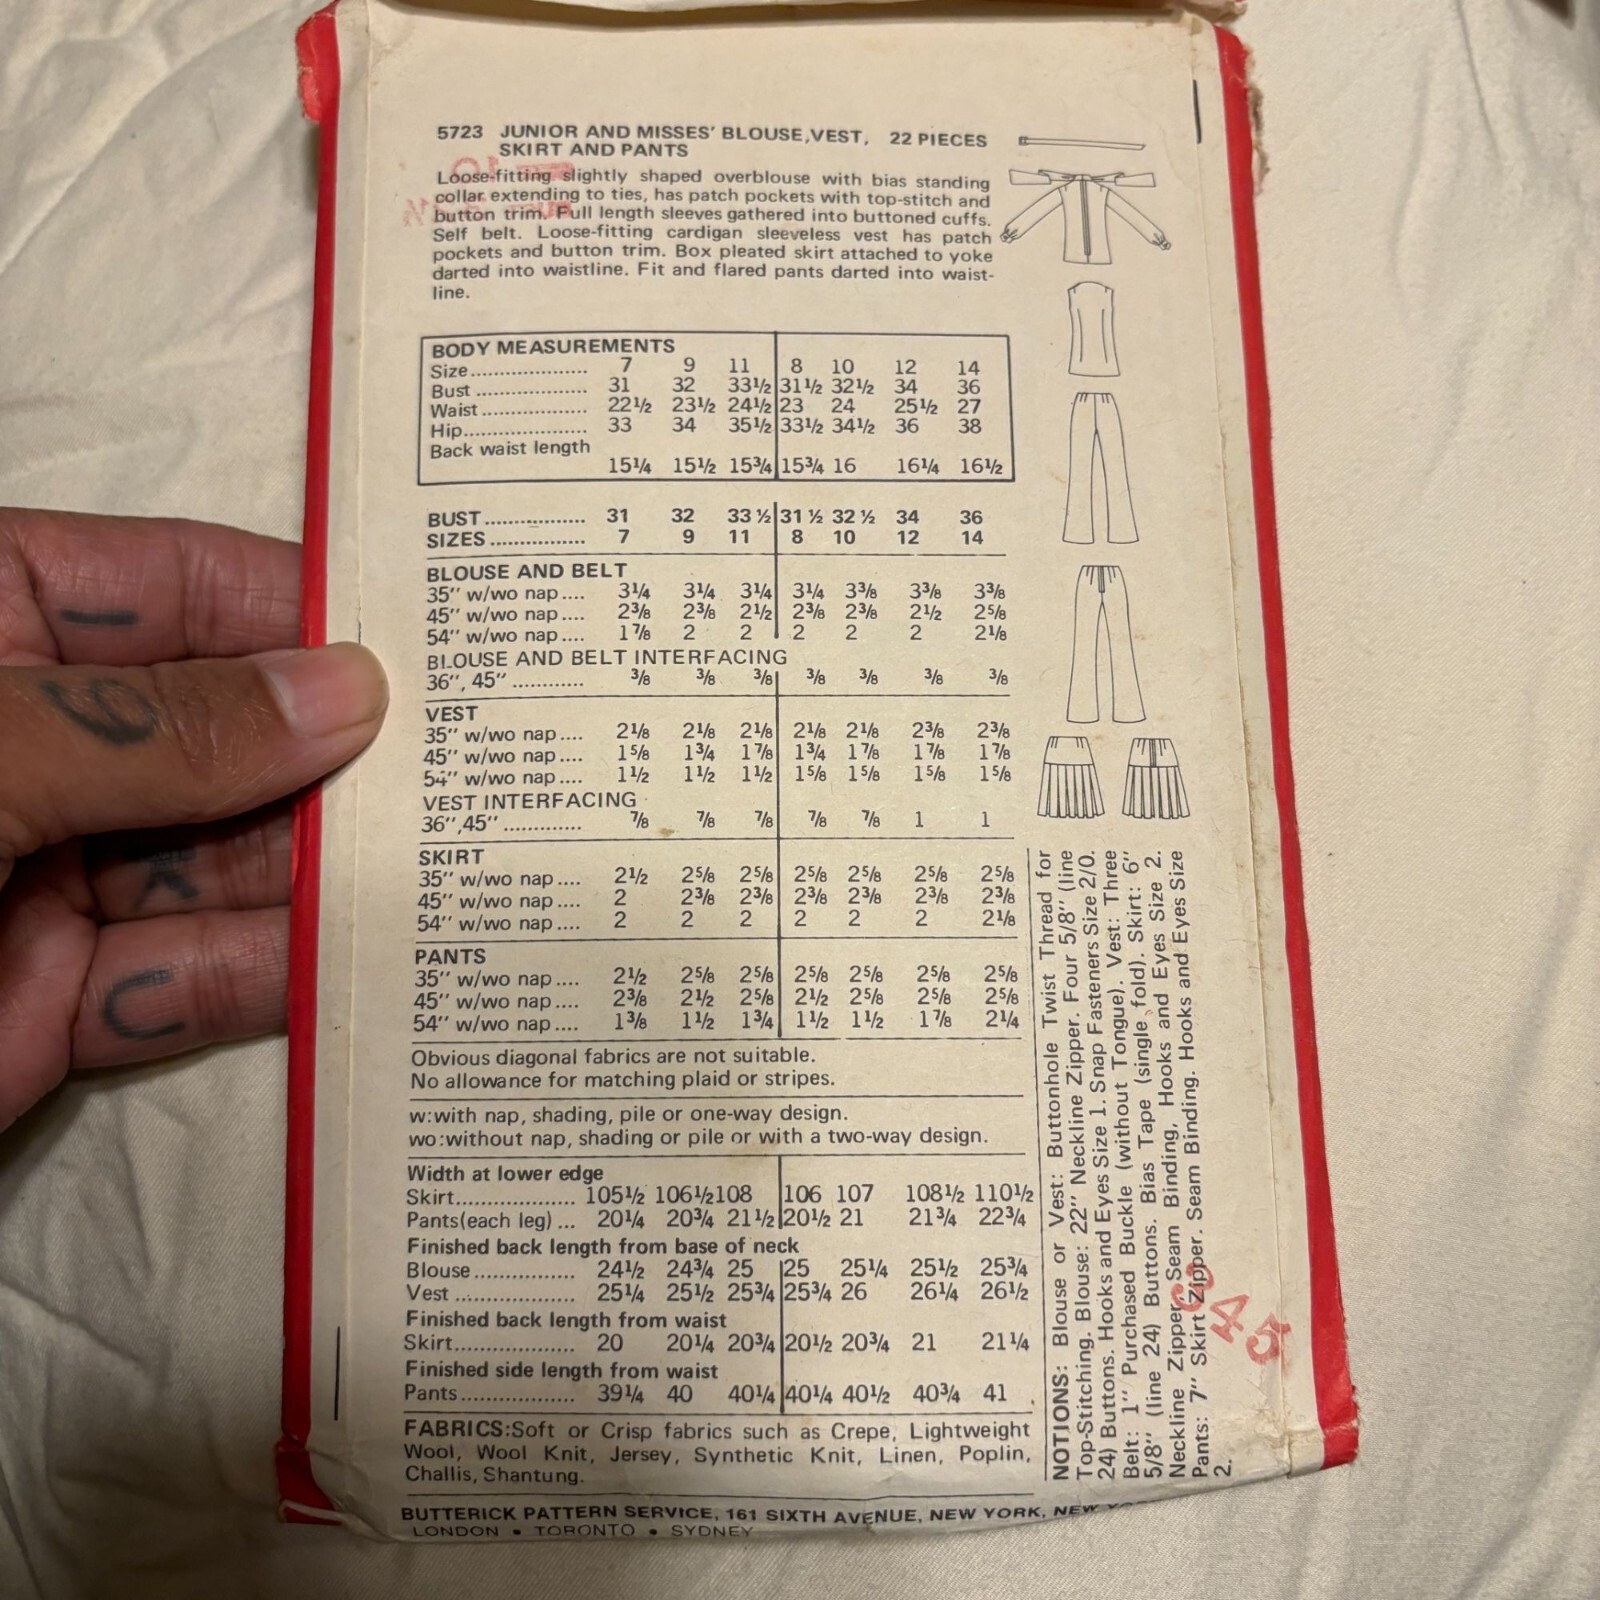 5723 JUNIOR AND MISSES' BLOUSE, VEST, 22 PIECES
SKIRT AND PANTS
Loose-fitting slightly shaped overblouse with bias standing
collar extending to ties, has patch pockets with top-stitch and
button trim. Full length sleeves gathered into buttoned cuffs.
Self belt. Loose-fitting cardigan sleeveless vest has patch
pockets and button trim. Box pleated skirt attached to yoke
darted into waistline. Fit and flared pants darted into waist-
line.
BODY MEASUREMENTS
Size.................... 7 9 11 8 10 12 14
Bust ................... 31 32 33½ 31½ 32½ 34 36
Waist .................. 22½ 23½ 24½ 23 24 25½ 27
Hip..................... 33 34 35½ 33½ 34½ 36 38
Back waist length
15¼ 15½ 15¾ 15¾ 16 16¼ 16½
BUST ................. 31 32 33 ½ 31 ½ 32 ½ 34 36
SIZES ................ 7 9 11 8 10 12 14
BLOUSE AND BELT
35" w/wo nap .... 3¼ 3¼ 3¼ 3¼ 3⅜ 3⅜ 3⅜
45" w/wo nap .... 2⅜ 2⅜ 2½ 2⅜ 2⅜ 2½ 2⅝
54" w/wo nap .... 1⅞ 2 2 2 2 2 2⅛
BLOUSE AND BELT INTERFACING
36", 45" ............ ⅜ ⅜ ⅜ ⅜ ⅜ ⅜ ⅜
VEST
35" w/wo nap .... 2⅛ 2⅛ 2⅛ 2⅛ 2⅛ 2⅜ 2⅜
45" w/wo nap .... 1⅝ 1¾ 1⅞ 1¾ 1⅞ 1⅞ 1⅞
54" w/wo nap .... 1½ 1½ 1½ 1⅝ 1⅝ 1⅝ 1⅝
VEST INTERFACING
36",45" ............. ⅞ ⅞ ⅞ ⅞ ⅞ 1 1
SKIRT
35" w/wo nap .... 2½ 2⅝ 2⅝ 2⅝ 2⅝ 2⅝ 2⅝
45" w/wo nap .... 2 2⅜ 2⅜ 2⅜ 2⅜ 2⅜ 2⅜
54" w/wo nap .... 2 2 2 2 2 2 2⅛
PANTS
35" w/wo nap .... 2½ 2⅝ 2⅝ 2⅝ 2⅝ 2⅝ 2⅝
45" w/wo nap .... 2⅜ 2½ 2⅝ 2½ 2⅝ 2⅝ 2⅝
54" w/wo nap .... 1⅜ 1½ 1¾ 1½ 1½ 1⅞ 2¼
Obvious diagonal fabrics are not suitable.
No allowance for matching plaid or stripes.
w:with nap, shading, pile or one-way design.
wo:without nap, shading or pile or with a two-way design.
Width at lower edge
Skirt.................... 105½ 106½ 108 106 107 108½ 110½
Pants(each leg) ... 20¼ 20¾ 21½ 20½ 21 21¾ 22¾
Finished back length from base of neck
Blouse ................. 24½ 24¾ 25 25 25¼ 25½ 25¾
Vest .................... 25¼ 25½ 25¾ 25¾ 26 26¼ 26½
Finished back length from waist
Skirt.................... 20 20¼ 20¾ 20½ 20¾ 21 21¼
Finished side length from waist
Pants ................... 39¼ 40 40¼ 40¼ 40½ 40¾ 41
FABRICS:Soft or Crisp fabrics such as Crepe, Lightweight
Wool, Wool Knit, Jersey, Synthetic Knit, Linen, Poplin,
Challis, Shantung.
BUTTERICK PATTERN SERVICE, 161 SIXTH AVENUE, NEW YORK, NEW
LONDON • TORONTO • SYDNEY
NOTIONS: Blouse or Vest: Buttonhole Twist Thread for
Top-Stitching. Blouse: 22" Neckline Zipper. Four 5/8" (line
24) Buttons. Hooks and Eyes Size 1. Snap Fasteners Size 2/0.
Belt: 1" Purchased Buckle (without Tongue). Vest: Three
5/8" (line 24) Buttons. Bias Tape (single fold). Skirt: 6"
Neckline Zipper, Seam Binding, Hooks and Eyes Size 2.
Pants: 7" Skirt Zipper. Seam Binding. Hooks and Eyes Size
2.